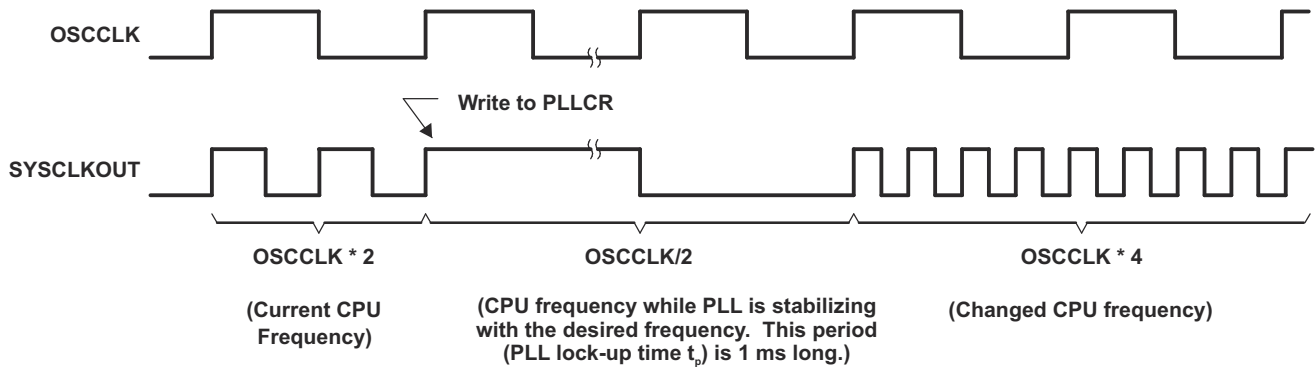 OSCCLK
Write to PLLCR
SYSCLKOUT
OSCCLK * 2
(Current CPU
Frequency)
OSCCLK/2
(CPU frequency while PLL is stabilizing
with the desired frequency. This period
(PLL lock-up time tp) is 1 ms long.)
OSCCLK * 4
(Changed CPU frequency)